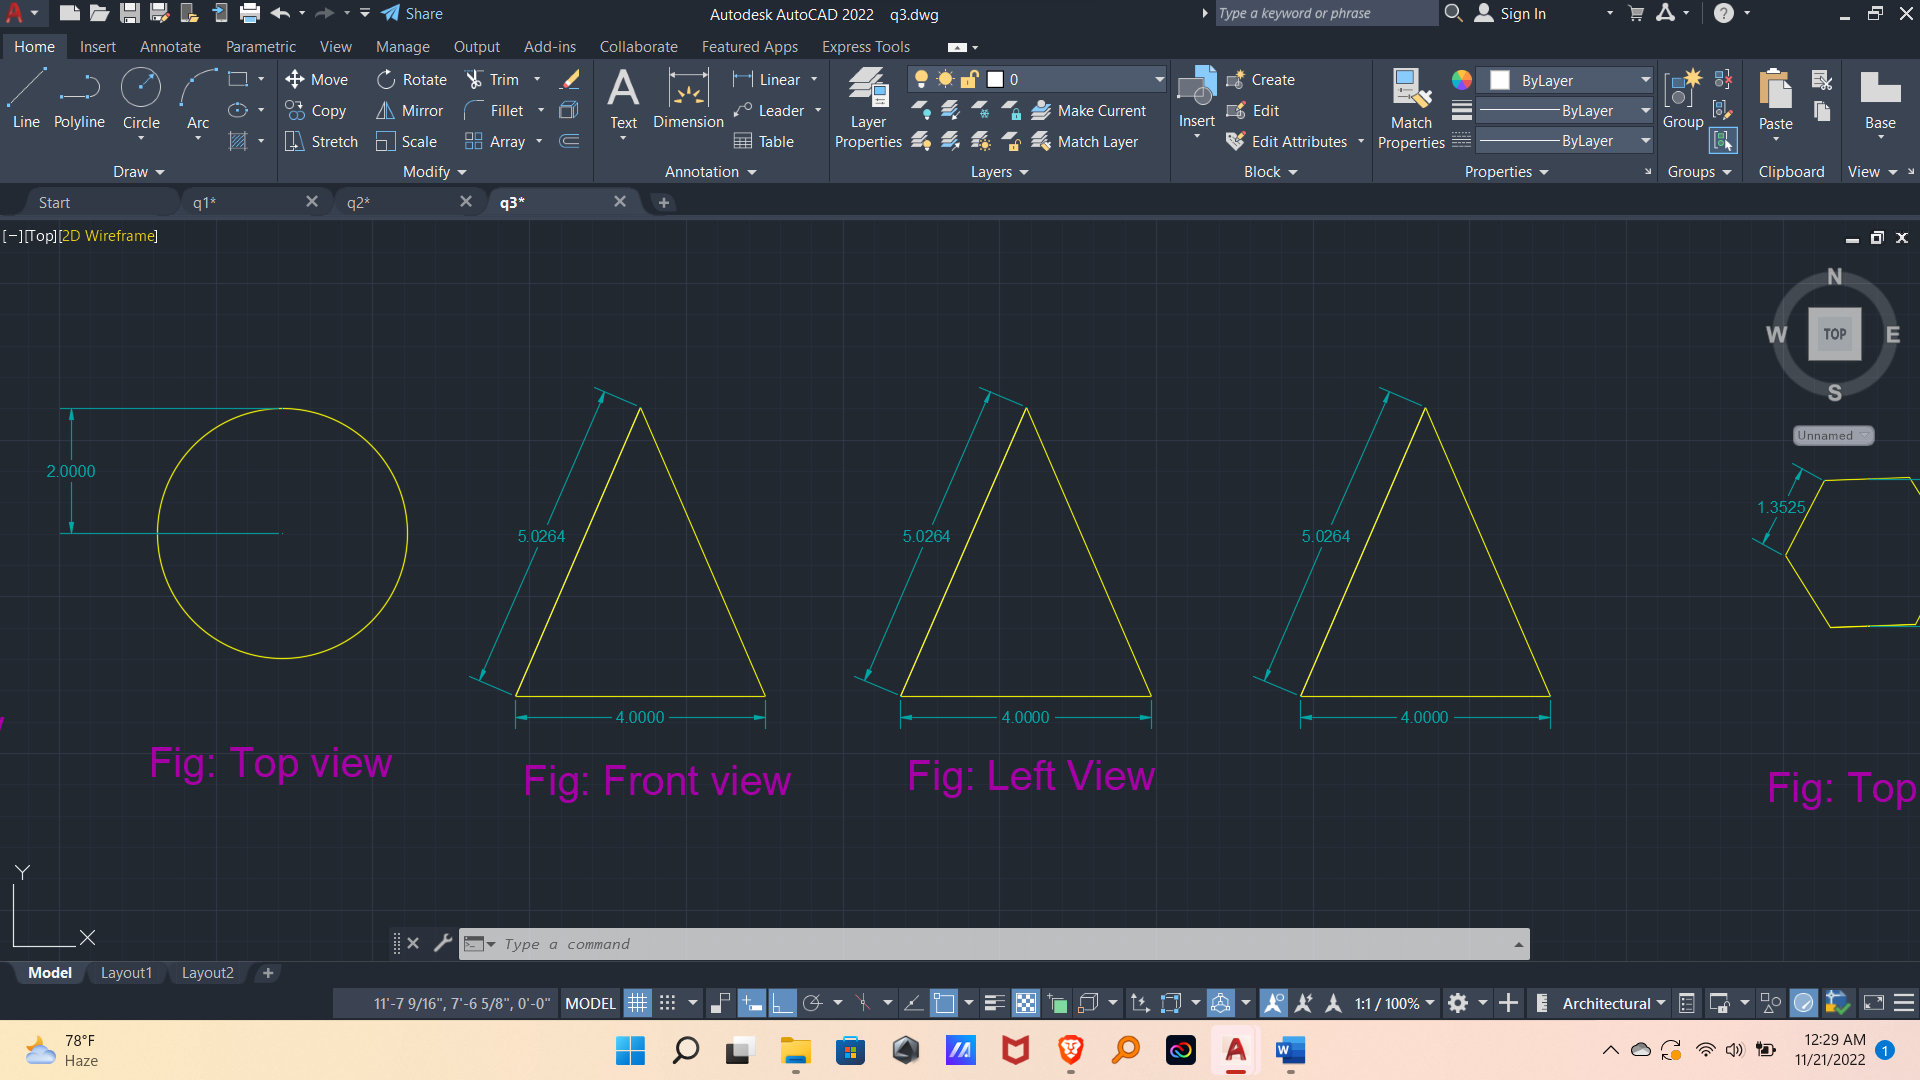 Share
Autodesk AutoCAD 2022 q3.dwg
Type a keyword or phrase
Sign In
Home Insert Annotate Parametric View Manage Output Add-ins Collaborate Featured Apps Express Tools
Line Polyline Circle Arc
Draw
Move Rotate Trim
Copy Mirror Fillet
Stretch Scale Array
Modify
Text Dimension
Linear
Leader
Table
Annotation
Layer Properties
0
Make Current
Match Layer
Layers
Insert
Create
Edit
Edit Attributes
Block
Match Properties
ByLayer
ByLayer
ByLayer
Properties
Group
Groups
Paste
Clipboard
Base
View
Start q1* q2* q3*
[−][Top][2D Wireframe]
N
W TOP E
S
Unnamed
2.0000
5.0264
5.0264
5.0264
1.3525
4.0000
4.0000
4.0000
Fig: Top view
Fig: Front view
Fig: Left View
Fig: Top
Y
X
Type a command
Model Layout1 Layout2
11'-7 9/16", 7'-6 5/8", 0'-0" MODEL 1:1 / 100% Architectural
78°F
Haze
12:29 AM
11/21/2022
1